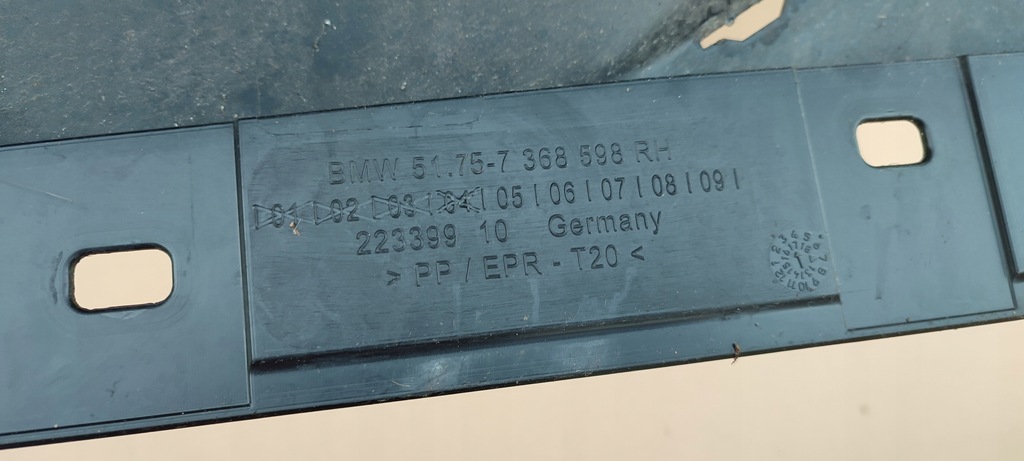 BMW 51.75-7 368 598 RH
| 01 | 02 | 03 | 04 | 05 | 06 | 07 | 08 | 09 |
223399 10 Germany
> PP / EPR - T20 <